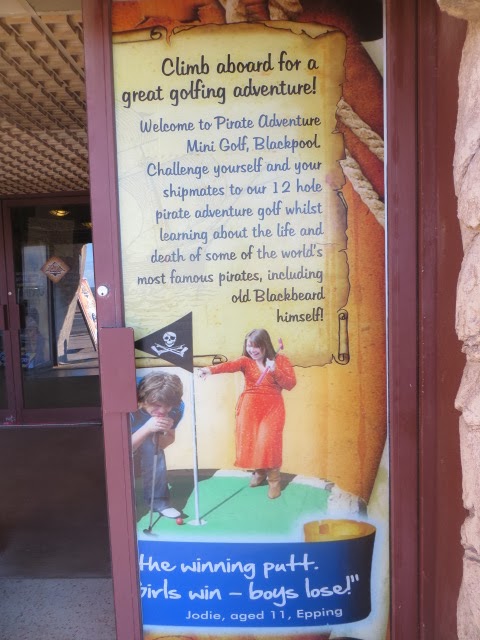 Climb aboard for a
great golfing adventure!
Welcome to Pirate Adventure
Mini Golf, Blackpool.
Challenge yourself and your
shipmates to our 12 hole
pirate adventure golf whilst
learning about the life and
death of some of the world's
most famous pirates, including
old Blackbeard
himself!
the winning putt.
irls win – boys lose!"
Jodie, aged 11, Epping